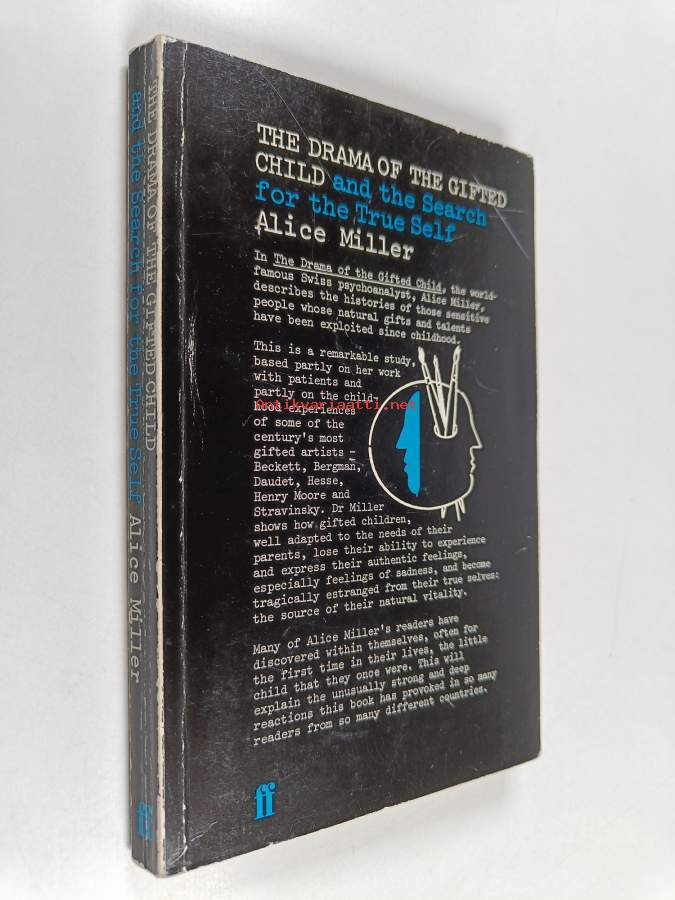 THE DRAMA OF THE GIFTED CHILD
and the Search for the True Self Alice Miller
ff
THE DRAMA OF THE GIFTED
CHILD and the Search
for the True Self
Alice Miller
In The Drama of the Gifted Child, the world-
famous Swiss psychoanalyst, Alice Miller,
describes the histories of those sensitive
people whose natural gifts and talents
have been exploited since childhood.
This is a remarkable study,
based partly on her work
with patients and
partly on the child-
hood experiences
of some of the
century's most
gifted artists –
Beckett, Bergman,
Daudet, Hesse,
Henry Moore and
Stravinsky. Dr Miller
shows how gifted children,
well adapted to the needs of their
parents, lose their ability to experience
and express their authentic feelings,
especially feelings of sadness, and become
tragically estranged from their true selves:
the source of their natural vitality.
Many of Alice Miller's readers have
discovered within themselves, often for
the first time in their lives, the little
child that they once were. This will
explain the unusually strong and deep
reactions this book has provoked in so many
readers from so many different countries.
ff
Antikvariaatti.net